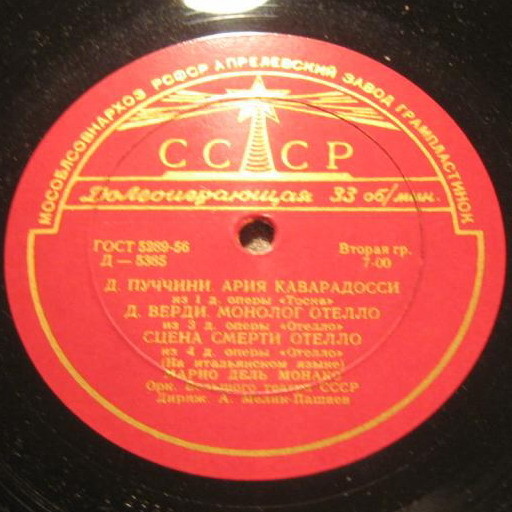 МОСОБЛСОВНАРХОЗ РСФСР АПРЕЛЕВСКИЙ ЗАВОД ГРАМПЛАСТИНОК
СССР
Долгоиграющая 33 об/мин.
ГОСТ 5289-56 Вторая гр.
Д — 5385 7-00
Д. ПУЧЧИНИ. АРИЯ КАВАРАДОССИ
из 1 д. оперы «Тоска»
Д. ВЕРДИ. МОНОЛОГ ОТЕЛЛО
из 3 д. оперы «Отелло»
СЦЕНА СМЕРТИ ОТЕЛЛО
из 4 д. оперы «Отелло»
(На итальянском языке)
МАРИО ДЕЛЬ МОНАКО
Орк. Большого театра СССР
Дириж. А. Мелик-Пашаев